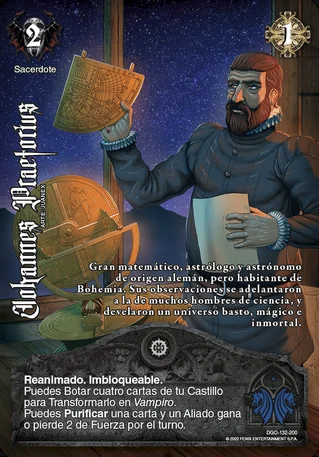 2
1
Sacerdote
Johannes Praetorius
ARTE: JUANEX
Gran matemático, astrólogo y astrónomo
de origen alemán, pero habitante de
Bohemia. Sus observaciones se adelantaron
a la de muchos hombres de ciencia, y
develaron un universo basto, mágico e
inmortal.
Reanimado. Imbloqueable.
Puedes Botar cuatro cartas de tu Castillo
para Transformarlo en Vampiro.
Puedes Purificar una carta y un Aliado gana
o pierde 2 de Fuerza por el turno.
DGO-132-200
© 2022 FENIX ENTERTAINMENT S.P.A.